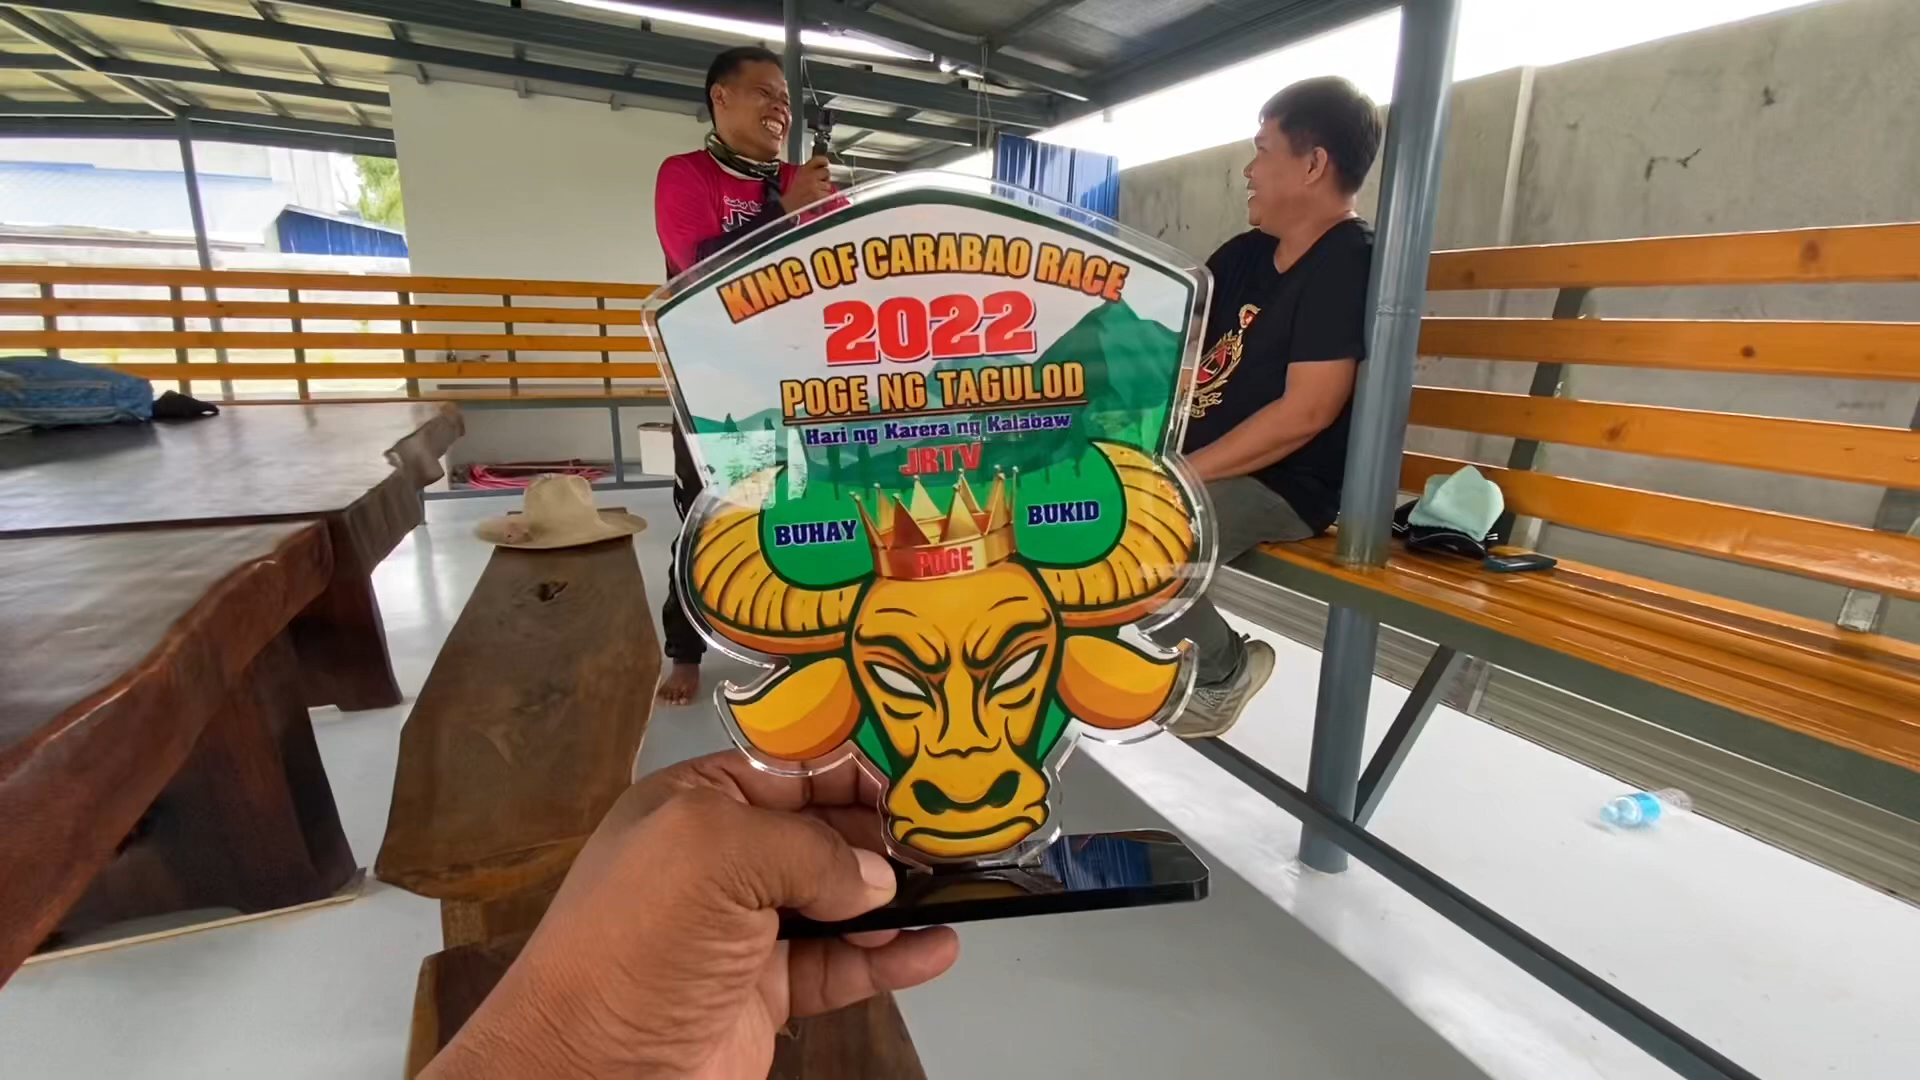 KING OF CARABAO RACE
2022
POGE NG TAGULOD
Hari ng Karera ng Kalabaw
JRTV
BUHAY
BUKID
POGE